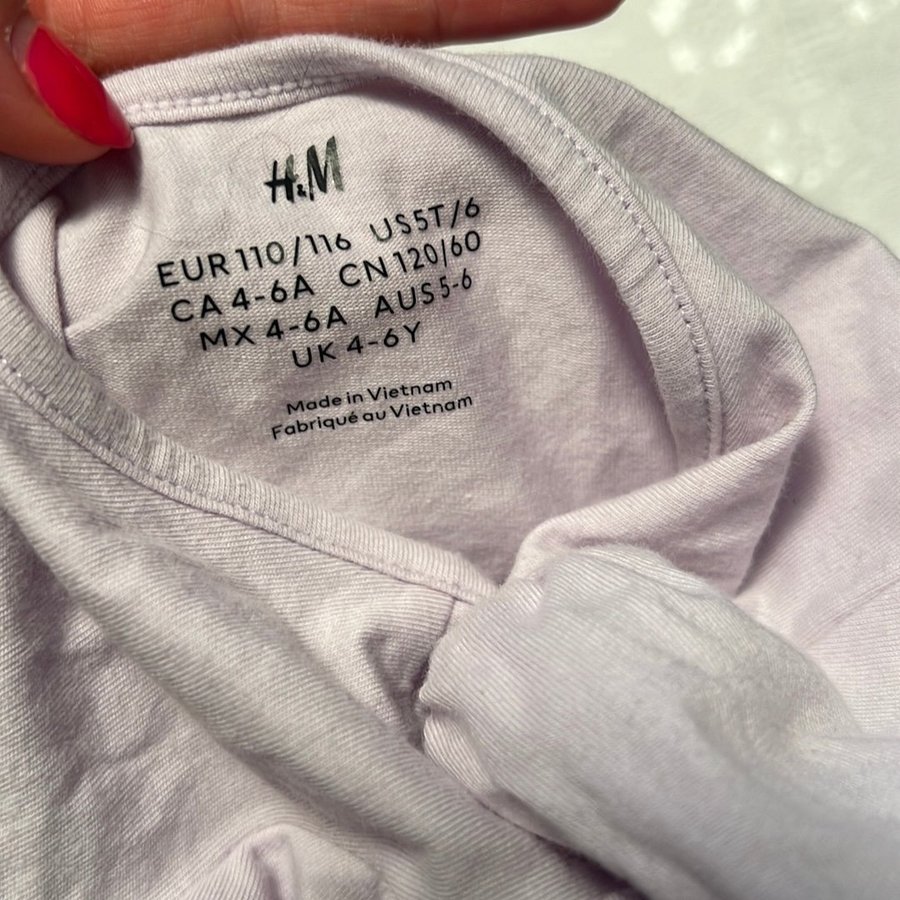 H&M
EUR 110/116 US 5T/6
CA 4-6A CN 120/60
MX 4-6A AUS 5-6
UK 4-6Y
Made in Vietnam
Fabriqué au Vietnam